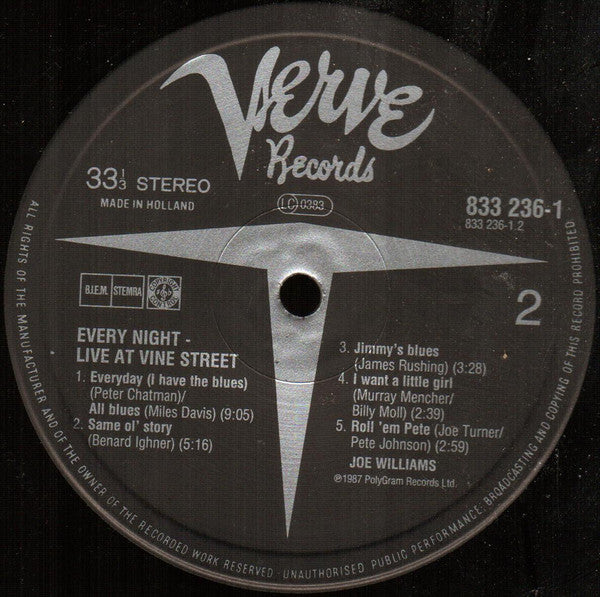 Verve
Records
33⅓ STEREO
MADE IN HOLLAND
LC 0383
833 236-1
833 236-1.2
B.I.E.M. STEMRA
2
EVERY NIGHT -
LIVE AT VINE STREET
1. Everyday (I have the blues)
(Peter Chatman)/
All blues (Miles Davis) (9:05)
2. Same ol' story
(Benard Ighner) (5:16)
3. Jimmy's blues
(James Rushing) (3:28)
4. I want a little girl
(Murray Mencher/
Billy Moll) (2:39)
5. Roll 'em Pete (Joe Turner/
Pete Johnson) (2:59)
JOE WILLIAMS
℗1987 PolyGram Records Ltd.
ALL RIGHTS OF THE MANUFACTURER AND OF THE OWNER OF THE RECORDED WORK RESERVED · UNAUTHORISED PUBLIC PERFORMANCE, BROADCASTING AND COPYING OF THIS RECORD PROHIBITED